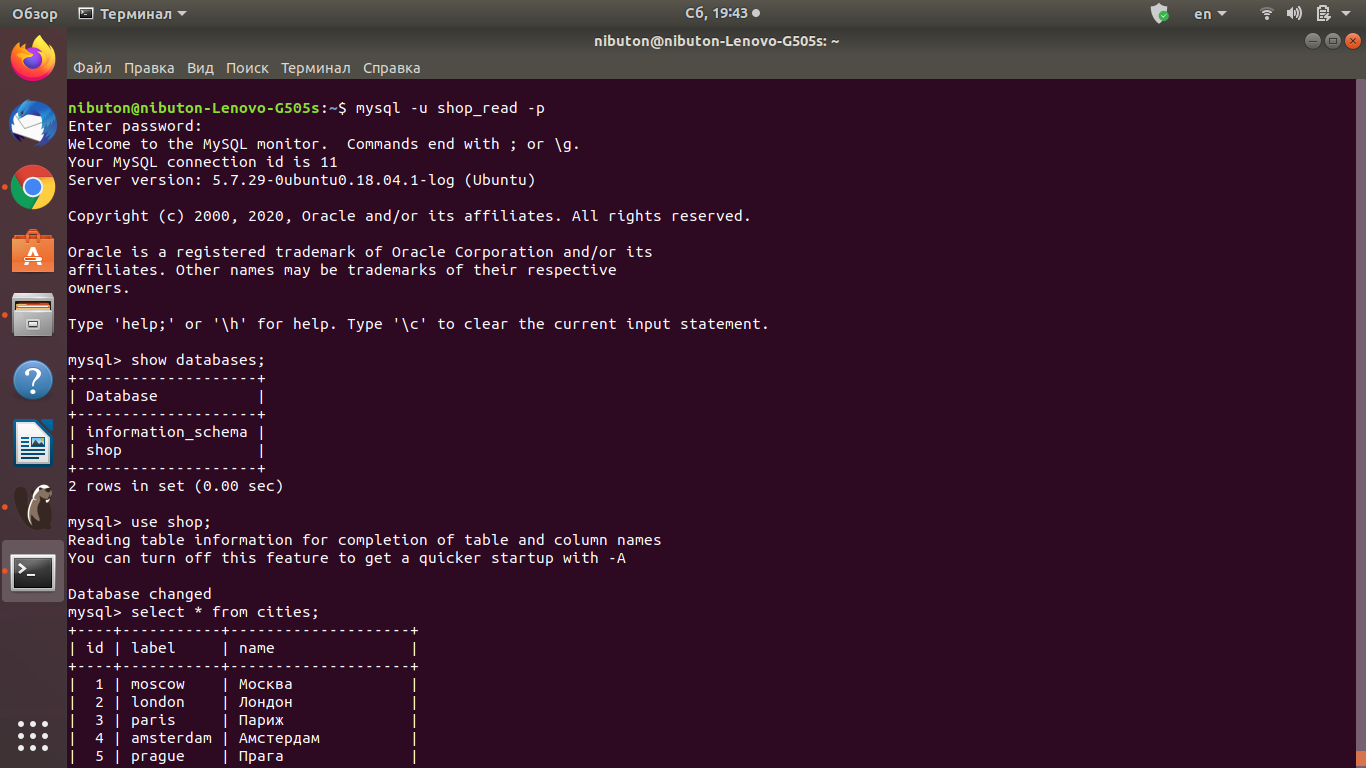 Обзор Терминал Сб, 19:43 en
nibuton@nibuton-Lenovo-G505s: ~
Файл Правка Вид Поиск Терминал Справка
nibuton@nibuton-Lenovo-G505s:~$ mysql -u shop_read -p
Enter password:
Welcome to the MySQL monitor.  Commands end with ; or \g.
Your MySQL connection id is 11
Server version: 5.7.29-0ubuntu0.18.04.1-log (Ubuntu)
Copyright (c) 2000, 2020, Oracle and/or its affiliates. All rights reserved.
Oracle is a registered trademark of Oracle Corporation and/or its
affiliates. Other names may be trademarks of their respective
owners.
Type 'help;' or '\h' for help. Type '\c' to clear the current input statement.
mysql> show databases;
+--------------------+
| Database           |
+--------------------+
| information_schema |
| shop               |
+--------------------+
2 rows in set (0.00 sec)
mysql> use shop;
Reading table information for completion of table and column names
You can turn off this feature to get a quicker startup with -A
Database changed
mysql> select * from cities;
+----+-----------+--------------------+
| id | label     | name               |
+----+-----------+--------------------+
|  1 | moscow    | Москва             |
|  2 | london    | Лондон             |
|  3 | paris     | Париж              |
|  4 | amsterdam | Амстердам          |
|  5 | prague    | Прага              |